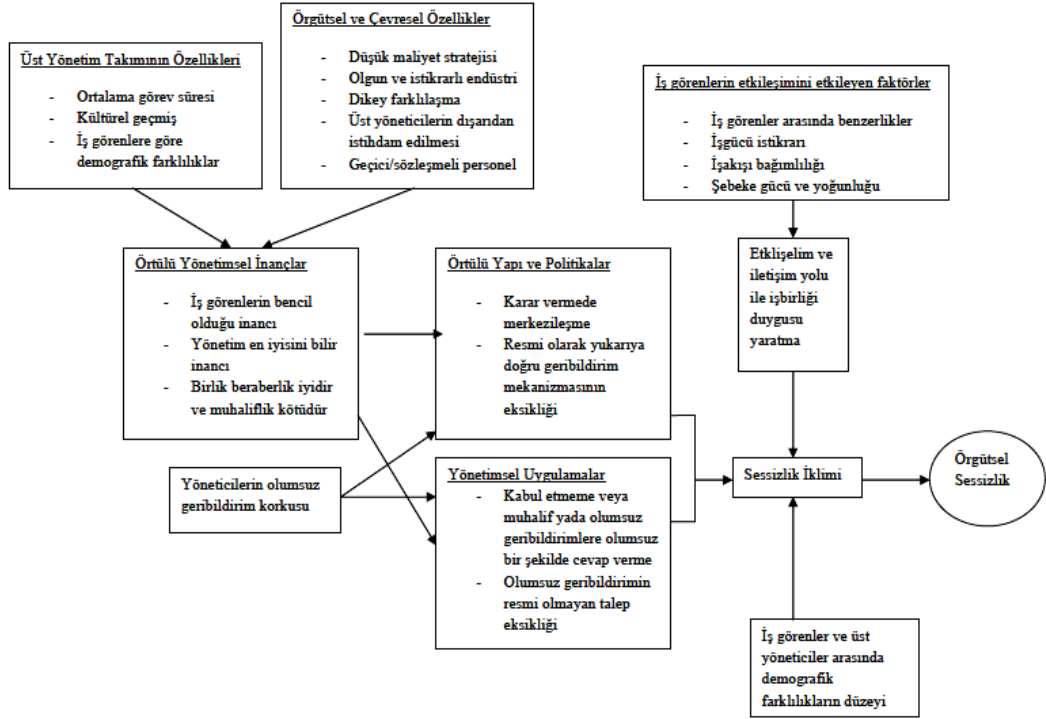 Üst Yönetim Takımının Özellikleri
- Ortalama görev süresi
- Kültürel geçmiş
- İş görenlere göre
demografik farklılıklar
Örgütsel ve Çevresel Özellikler
- Düşük maliyet stratejisi
- Olgun ve istikrarlı endüstri
- Dikey farklılaşma
- Üst yöneticilerin dışarıdan
istihdam edilmesi
- Geçici/sözleşmeli personel
İş görenlerin etkileşimini etkileyen faktörler
- İş görenler arasında benzerlikler
- İşgücü istikrarı
- İşakışı bağımlılığı
- Şebeke gücü ve yoğunluğu
Örtülü Yönetimsel İnançlar
- İş görenlerin bencil
olduğu inancı
- Yönetim en iyisini bilir
inancı
- Birlik beraberlik iyidir
ve muhaliflik kötüdür
Örtülü Yapı ve Politikalar
- Karar vermede
merkezileşme
- Resmi olarak yukarıya
doğru geribildirim
mekanizmasının
eksikliği
Etklişelim ve
iletişim yolu
ile işbirliği
duygusu
yaratma
Yöneticilerin olumsuz
geribildirim korkusu
Yönetimsel Uygulamalar
- Kabul etmeme veya
muhalif yada olumsuz
geribildirimlere olumsuz
bir şekilde cevap verme
- Olumsuz geribildirimin
resmi olmayan talep
eksikliği
Sessizlik İklimi
Örgütsel
Sessizlik
İş görenler ve üst
yöneticiler arasında
demografik
farklılıkların düzeyi